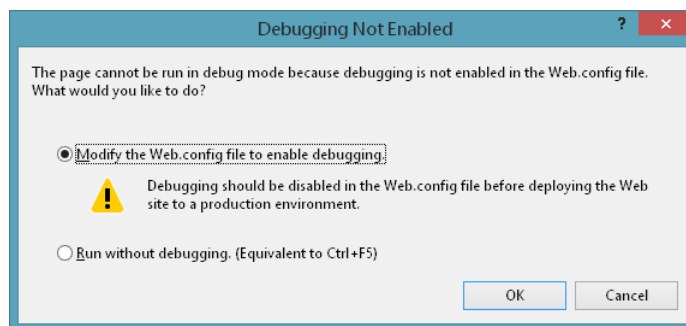 Debugging Not Enabled
?
The page cannot be run in debug mode because debugging is not enabled in the Web.config file.
What would you like to do?
Modify the Web.config file to enable debugging.
Debugging should be disabled in the Web.config file before deploying the Web
site to a production environment.
Run without debugging. (Equivalent to Ctrl+F5)
OK
Cancel